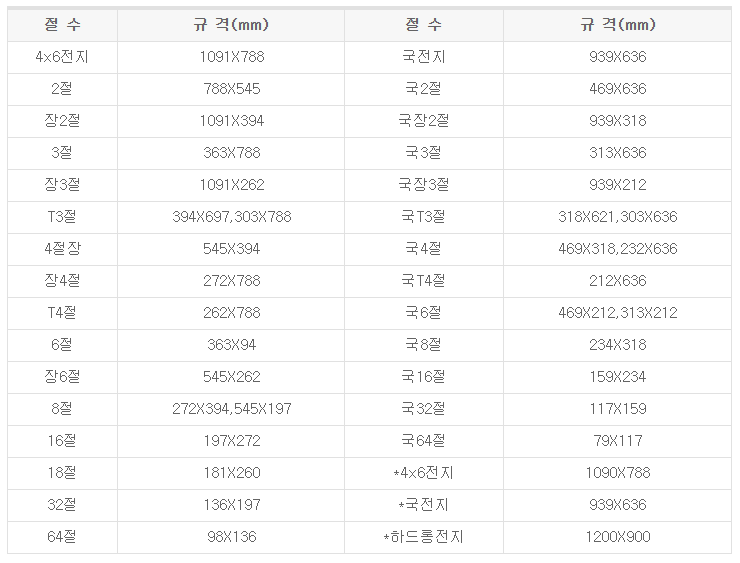 절 수 규 격(mm) 절 수 규 격(mm)
4×6전지 1091X788 국전지 939X636
2절 788X545 국2절 469X636
장2절 1091X394 국장2절 939X318
3절 363X788 국3절 313X636
장3절 1091X262 국장3절 939X212
T3절 394X697,303X788 국T3절 318X621,303X636
4절장 545X394 국4절 469X318,232X636
장4절 272X788 국T4절 212X636
T4절 262X788 국6절 469X212,313X212
6절 363X94 국8절 234X318
장6절 545X262 국16절 159X234
8절 272X394,545X197 국32절 117X159
16절 197X272 국64절 79X117
18절 181X260 *4×6전지 1090X788
32절 136X197 *국전지 939X636
64절 98X136 *하드롱전지 1200X900